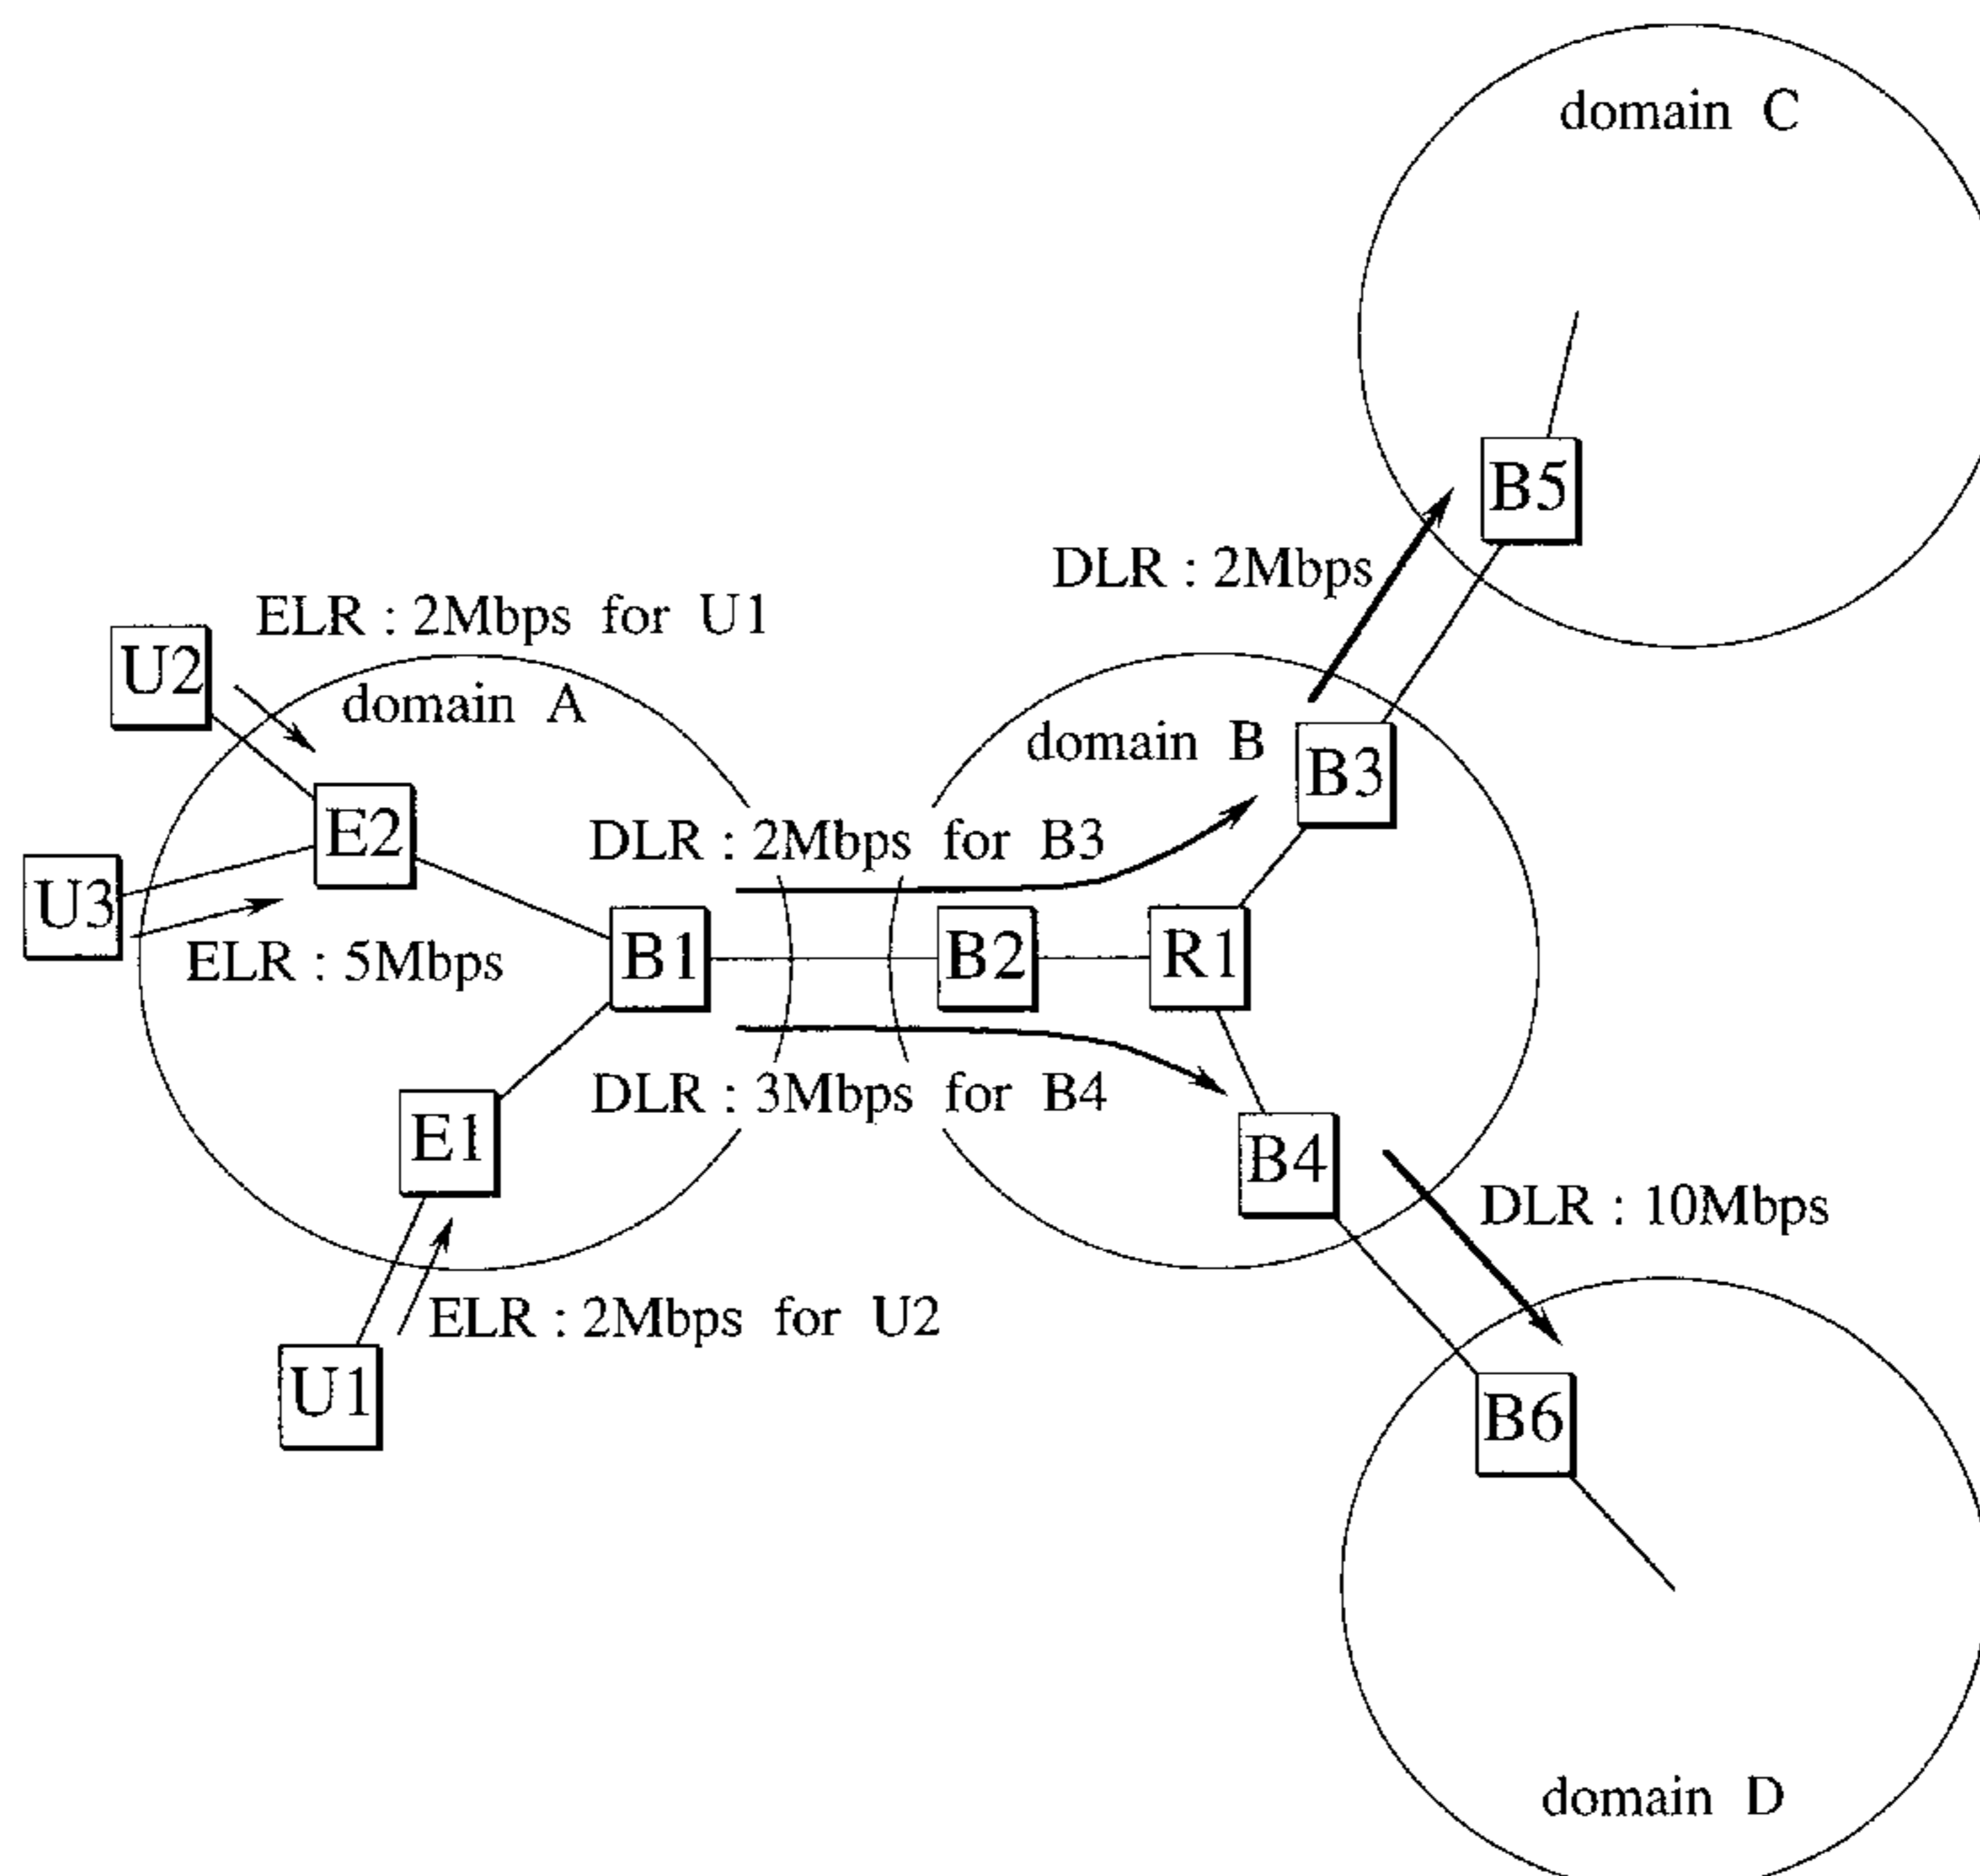 domain C
B5
DLR : 2Mbps
ELR : 2Mbps for U1
U2
domain A
domain B
B3
E2
DLR : 2Mbps for B3
U3
ELR : 5Mbps
B1
B2
R1
DLR : 3Mbps for B4
E1
B4
DLR : 10Mbps
ELR : 2Mbps for U2
U1
B6
domain D